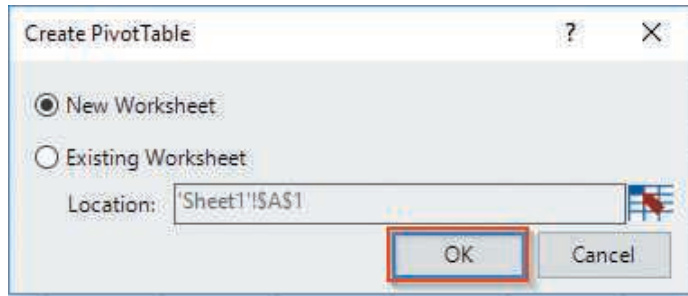 Create PivotTable ? X
New Worksheet
Existing Worksheet
Location: 'Sheet1'!$A$1
OK Cancel